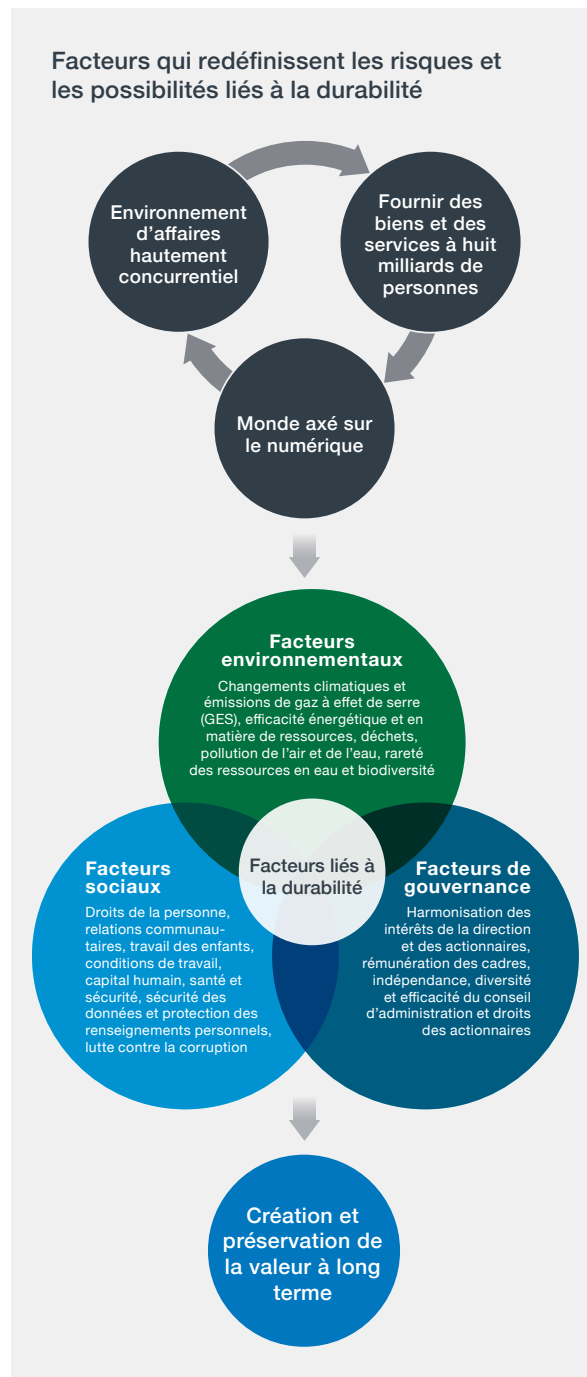 Facteurs qui redéfinissent les risques et
les possibilités liés à la durabilité
Environnement
d’affaires
hautement
concurrentiel
Fournir des
biens et des
services à huit
milliards de
personnes
Monde axé sur
le numérique
Facteurs
environnementaux
Changements climatiques et
émissions de gaz à effet de serre
(GES), efficacité énergétique et en
matière de ressources, déchets,
pollution de l’air et de l’eau, rareté
des ressources en eau et biodiversité
Facteurs liés à
la durabilité
Facteurs
sociaux
Droits de la personne,
relations communau-
taires, travail des enfants,
conditions de travail,
capital humain, santé et
sécurité, sécurité des
données et protection des
renseignements personnels,
lutte contre la corruption
Facteurs de
gouvernance
Harmonisation des
intérêts de la direction
et des actionnaires,
rémunération des cadres,
indépendance, diversité
et efficacité du conseil
d’administration et droits
des actionnaires
Création et
préservation de
la valeur à long
terme